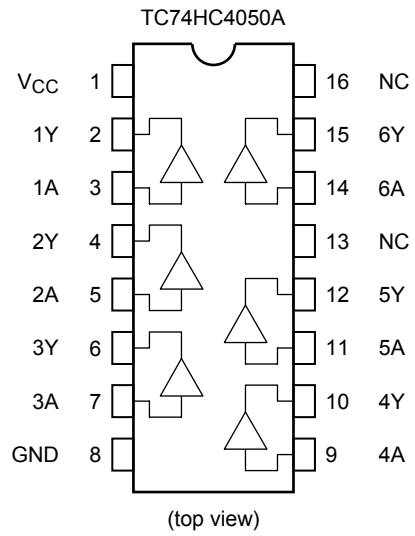 TC74HC4050A
VCC 1 16 NC
1Y 2 15 6Y
1A 3 14 6A
2Y 4 13 NC
2A 5 12 5Y
3Y 6 11 5A
3A 7 10 4Y
GND 8 9 4A
(top view)